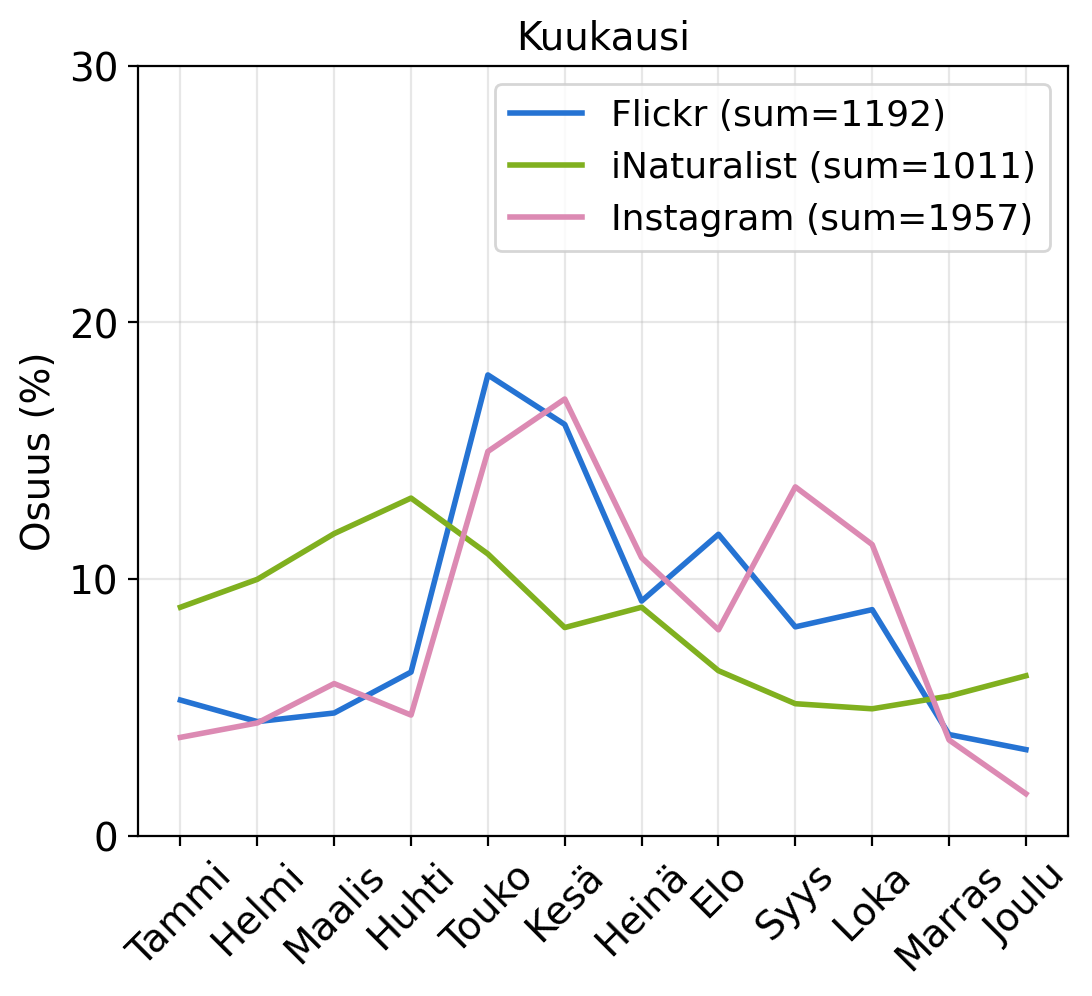 Kuukausi
30
20
10
0
Osuus (%)
Flickr (sum=1192)
iNaturalist (sum=1011)
Instagram (sum=1957)
Tammi
Helmi
Maalis
Huhti
Touko
Kesä
Heinä
Elo
Syys
Loka
Marras
Joulu